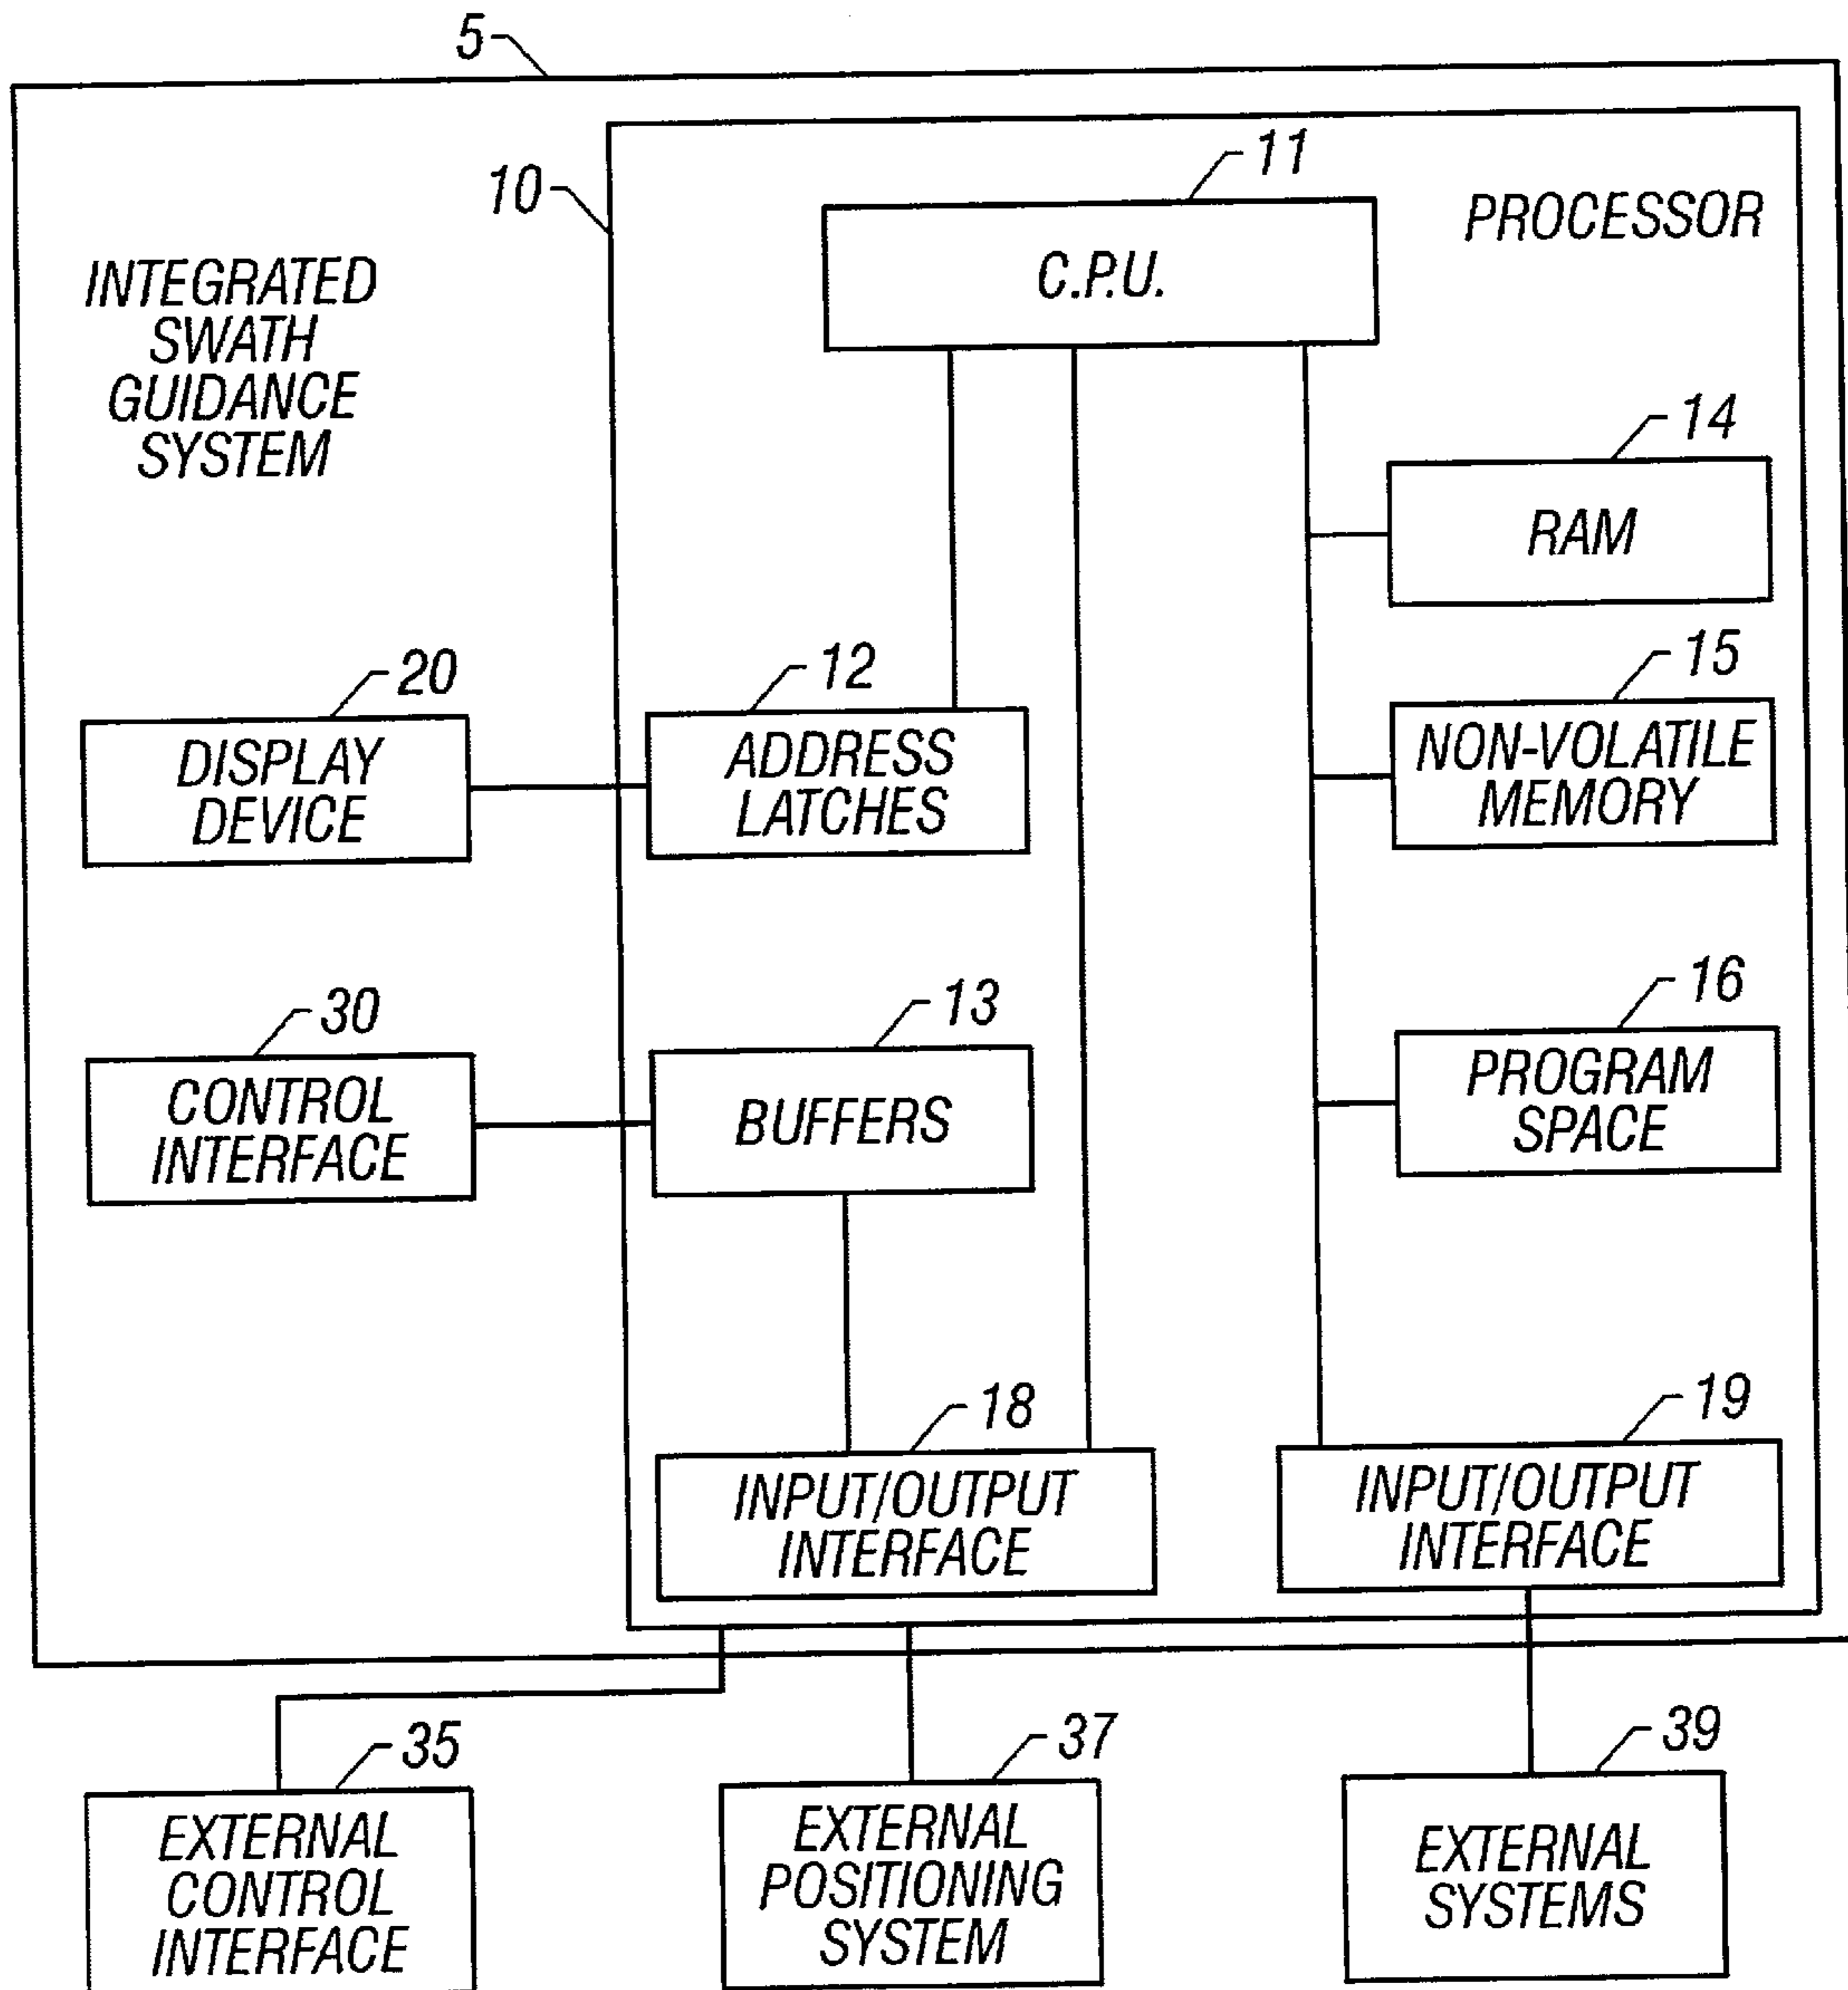 5
10
11
PROCESSOR
C.P.U.
INTEGRATED
SWATH
GUIDANCE
SYSTEM
14
RAM
20
DISPLAY
DEVICE
12
ADDRESS
LATCHES
15
NON-VOLATILE
MEMORY
30
CONTROL
INTERFACE
13
BUFFERS
16
PROGRAM
SPACE
18
INPUT/OUTPUT
INTERFACE
19
INPUT/OUTPUT
INTERFACE
35
EXTERNAL
CONTROL
INTERFACE
37
EXTERNAL
POSITIONING
SYSTEM
39
EXTERNAL
SYSTEMS